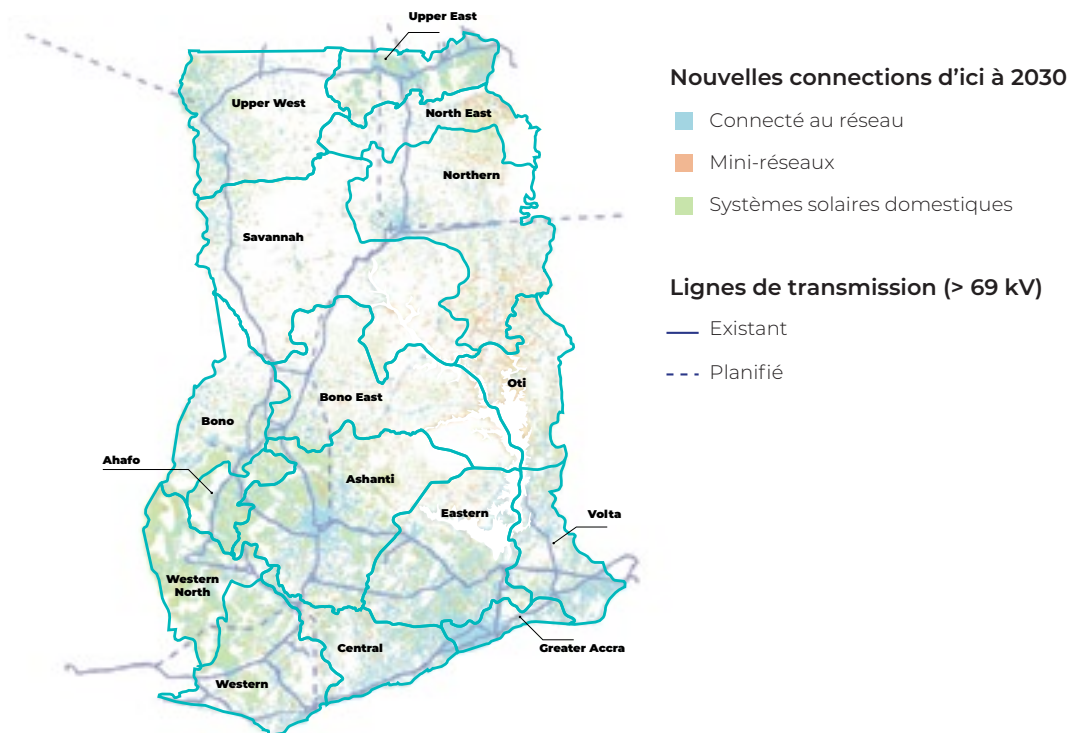 Upper East
Upper West
North East
Northern
Savannah
Oti
Bono East
Bono
Ahafo
Ashanti
Eastern
Volta
Western
North
Central
Greater Accra
Western
Nouvelles connections d’ici à 2030
Connecté au réseau
Mini-réseaux
Systèmes solaires domestiques
Lignes de transmission (> 69 kV)
Existant
Planifié